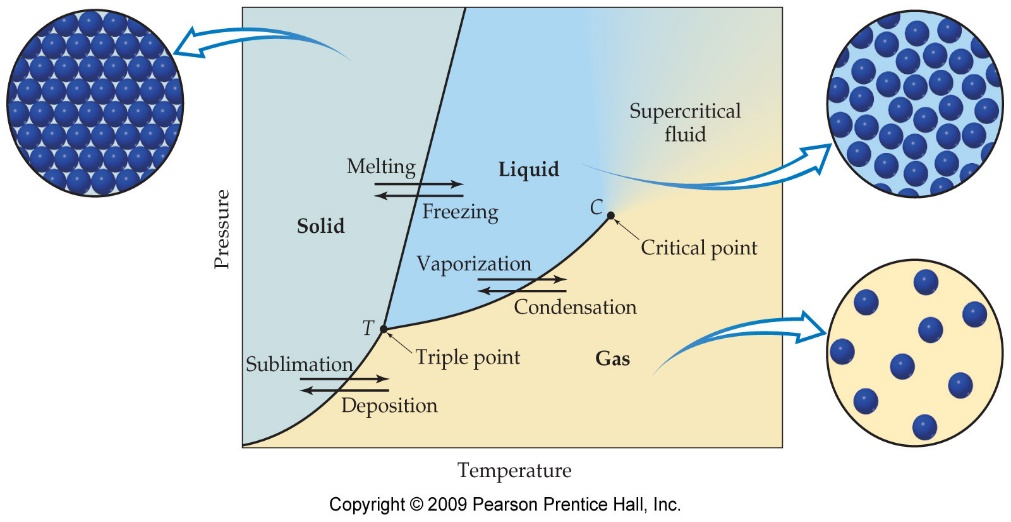 Supercritical
fluid
Melting
Liquid
Freezing
Solid
C
Critical point
Pressure
Vaporization
Condensation
T
Triple point
Gas
Sublimation
Deposition
Temperature
Copyright © 2009 Pearson Prentice Hall, Inc.